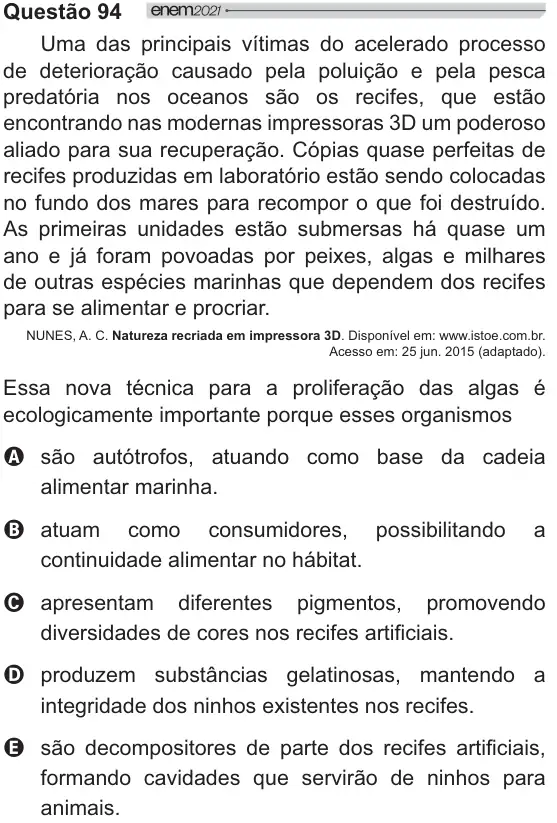 Questão 94 enem2021
Uma das principais vítimas do acelerado processo
de deterioração causado pela poluição e pela pesca
predatória nos oceanos são os recifes, que estão
encontrando nas modernas impressoras 3D um poderoso
aliado para sua recuperação. Cópias quase perfeitas de
recifes produzidas em laboratório estão sendo colocadas
no fundo dos mares para recompor o que foi destruído.
As primeiras unidades estão submersas há quase um
ano e já foram povoadas por peixes, algas e milhares
de outras espécies marinhas que dependem dos recifes
para se alimentar e procriar.
NUNES, A. C. Natureza recriada em impressora 3D. Disponível em: www.istoe.com.br.
Acesso em: 25 jun. 2015 (adaptado).
Essa nova técnica para a proliferação das algas é
ecologicamente importante porque esses organismos
A são autótrofos, atuando como base da cadeia
alimentar marinha.
B atuam como consumidores, possibilitando a
continuidade alimentar no hábitat.
C apresentam diferentes pigmentos, promovendo
diversidades de cores nos recifes artificiais.
D produzem substâncias gelatinosas, mantendo a
integridade dos ninhos existentes nos recifes.
E são decompositores de parte dos recifes artificiais,
formando cavidades que servirão de ninhos para
animais.